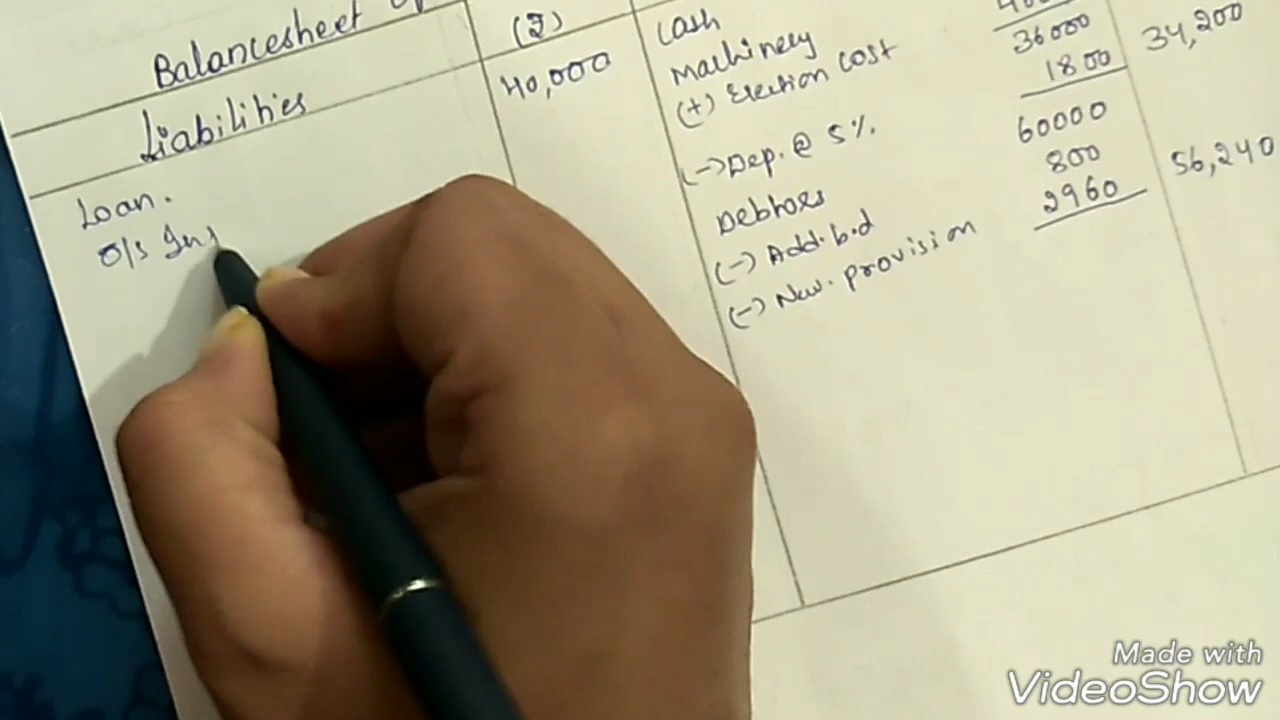 Balancesheet
Liabilities
(₹)
Loan.
40,000
O/s
Cash
Machinery
(+) Erection cost
36000
(-) Dep. @ 5%.
1800
34,200
Debtors
60000
(-) Add. b.d
800
(-) New. provision
2960
56,240
Made with
VideoShow